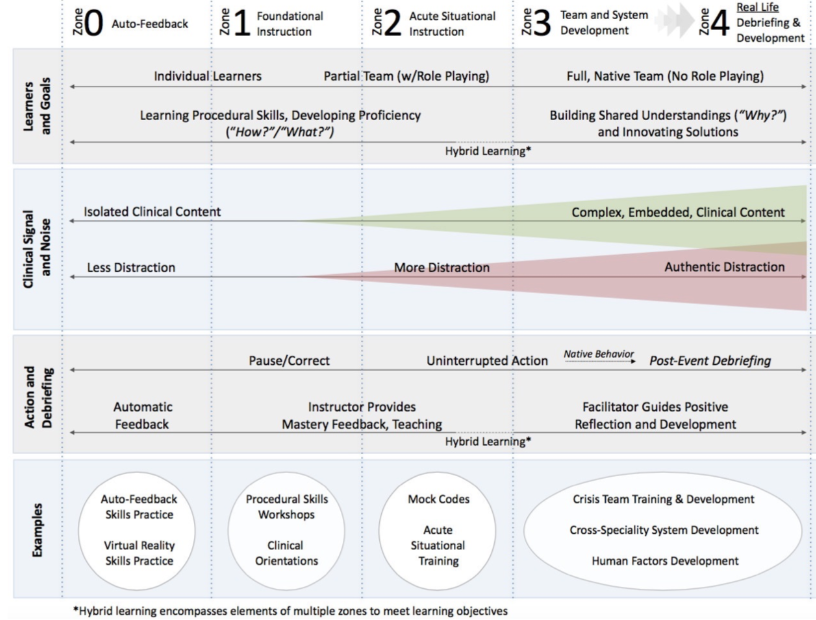 Zone 0 Auto-Feedback
Zone 1 Foundational
Instruction
Zone 2 Acute Situational
Instruction
Zone 3 Team and System
Development
Zone 4 Real Life
Debriefing &
Development
Learners
and Goals
Individual Learners
Partial Team (w/Role Playing)
Full, Native Team (No Role Playing)
Learning Procedural Skills, Developing Proficiency
("How?"/"What?")
Building Shared Understandings ("Why?")
and Innovating Solutions
Hybrid Learning*
Clinical Signal
and Noise
Isolated Clinical Content
Complex, Embedded, Clinical Content
Less Distraction
More Distraction
Authentic Distraction
Action and
Debriefing
Pause/Correct
Uninterrupted Action
Native Behavior
Post-Event Debriefing
Automatic
Feedback
Instructor Provides
Mastery Feedback, Teaching
Facilitator Guides Positive
Reflection and Development
Hybrid Learning*
Examples
Auto-Feedback
Skills Practice
Virtual Reality
Skills Practice
Procedural Skills
Workshops
Clinical
Orientations
Mock Codes
Acute
Situational
Training
Crisis Team Training & Development
Cross-Speciality System Development
Human Factors Development
*Hybrid learning encompasses elements of multiple zones to meet learning objectives